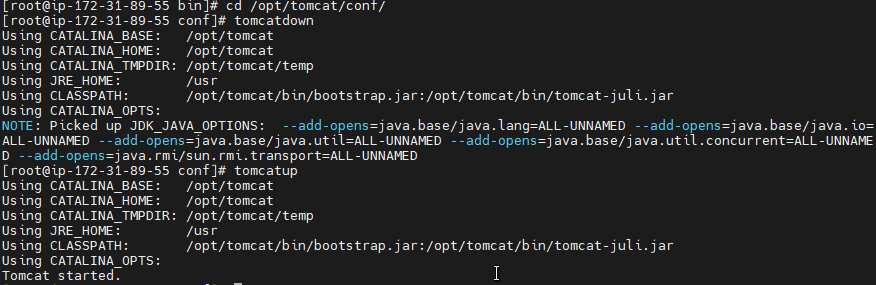 [root@ip-172-31-89-55 bin]# cd /opt/tomcat/conf/
[root@ip-172-31-89-55 conf]# tomcatdown
Using CATALINA_BASE:   /opt/tomcat
Using CATALINA_HOME:   /opt/tomcat
Using CATALINA_TMPDIR: /opt/tomcat/temp
Using JRE_HOME:        /usr
Using CLASSPATH:       /opt/tomcat/bin/bootstrap.jar:/opt/tomcat/bin/tomcat-juli.jar
Using CATALINA_OPTS:
NOTE: Picked up JDK_JAVA_OPTIONS:  --add-opens=java.base/java.lang=ALL-UNNAMED --add-opens=java.base/java.io=
ALL-UNNAMED --add-opens=java.base/java.util=ALL-UNNAMED --add-opens=java.base/java.util.concurrent=ALL-UNNAME
D --add-opens=java.rmi/sun.rmi.transport=ALL-UNNAMED
[root@ip-172-31-89-55 conf]# tomcatup
Using CATALINA_BASE:   /opt/tomcat
Using CATALINA_HOME:   /opt/tomcat
Using CATALINA_TMPDIR: /opt/tomcat/temp
Using JRE_HOME:        /usr
Using CLASSPATH:       /opt/tomcat/bin/bootstrap.jar:/opt/tomcat/bin/tomcat-juli.jar
Using CATALINA_OPTS:
Tomcat started.